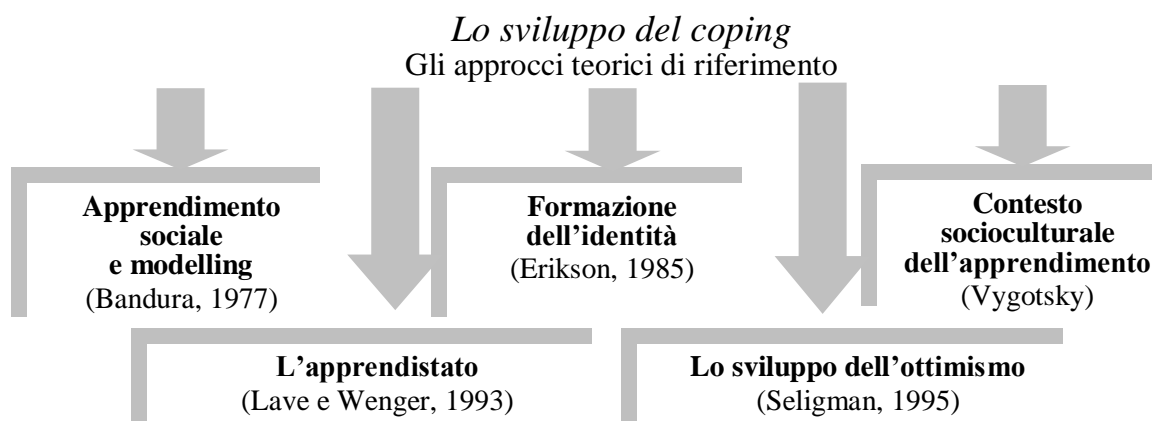 Lo sviluppo del coping
Gli approcci teorici di riferimento
Apprendimento
sociale
e modelling
(Bandura, 1977)
Formazione
dell’identità
(Erikson, 1985)
Contesto
socioculturale
dell’apprendimento
(Vygotsky)
L’apprendistato
(Lave e Wenger, 1993)
Lo sviluppo dell’ottimismo
(Seligman, 1995)